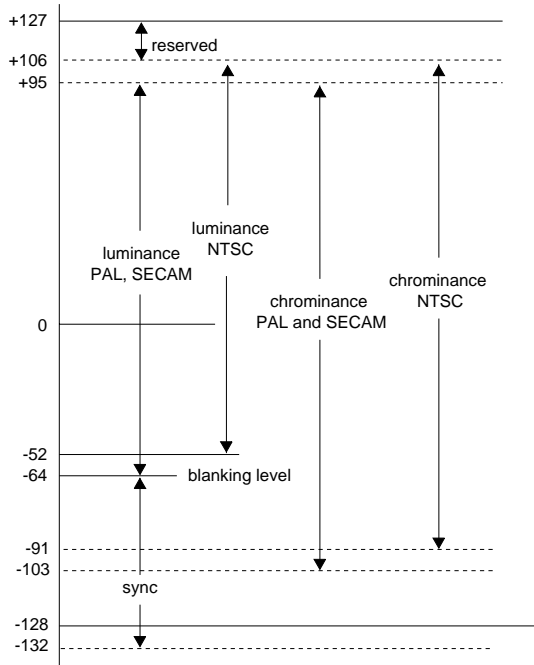 +127
reserved
+106
+95
luminance
NTSC
luminance
PAL, SECAM
chrominance
NTSC
chrominance
PAL and SECAM
0
-52
-64
blanking level
-91
-103
sync
-128
-132